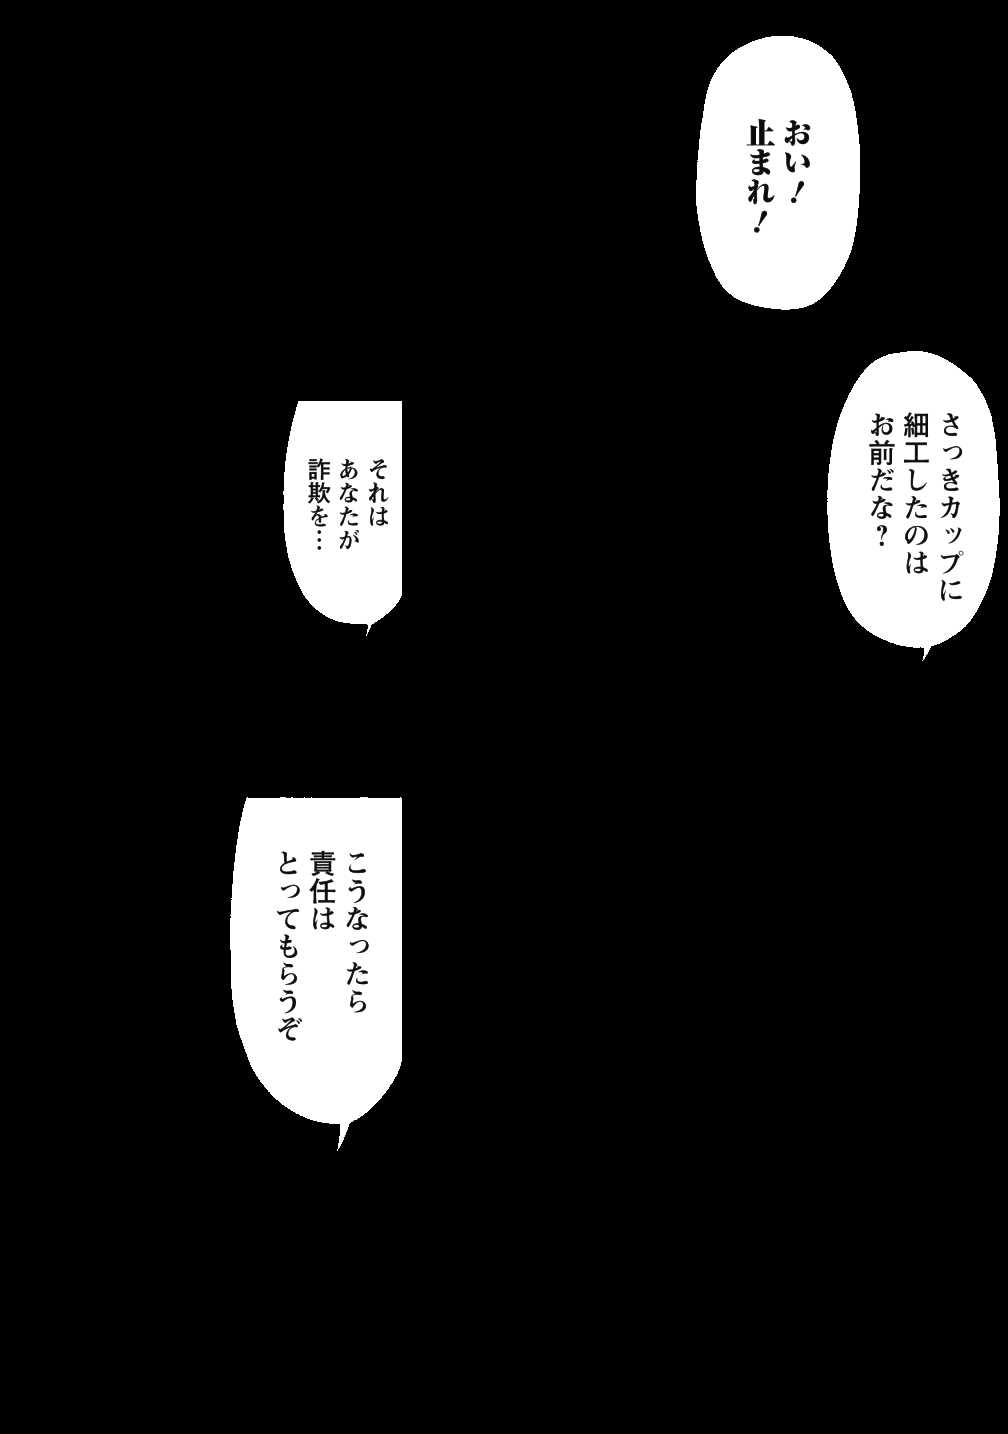 おい!
止まれ!
さっきカップに
細工したのは
お前だな?
それは
あなたが
詐欺を…
こうなったら
責任は
とってもらうぞ